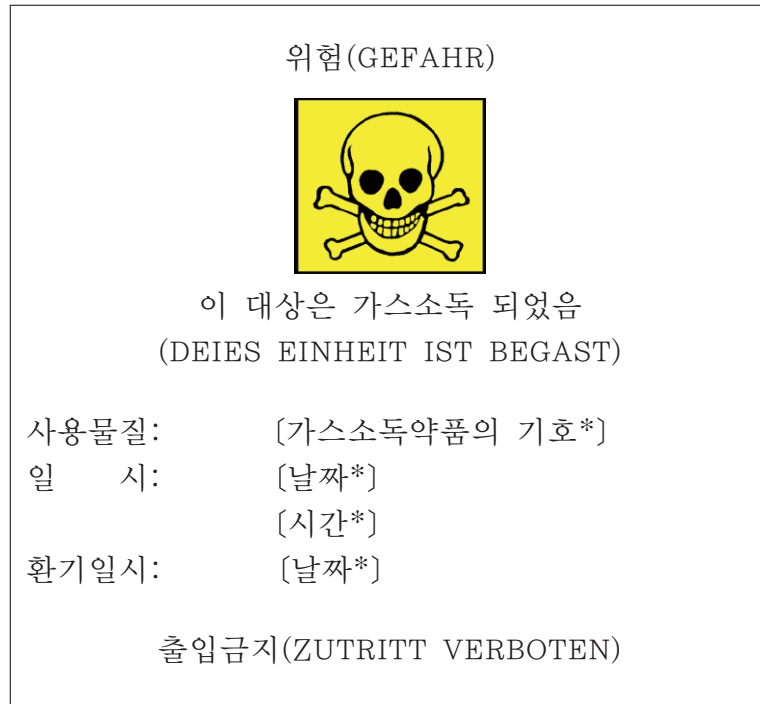 위험(GEFAHR)
이 대상은 가스소독 되었음
(DEIES EINHEIT IST BEGAST)
사용물질: 〔가스소독약품의 기호*〕
일 시: 〔날짜*〕
〔시간*〕
환기일시: 〔날짜*〕
출입금지(ZUTRITT VERBOTEN)